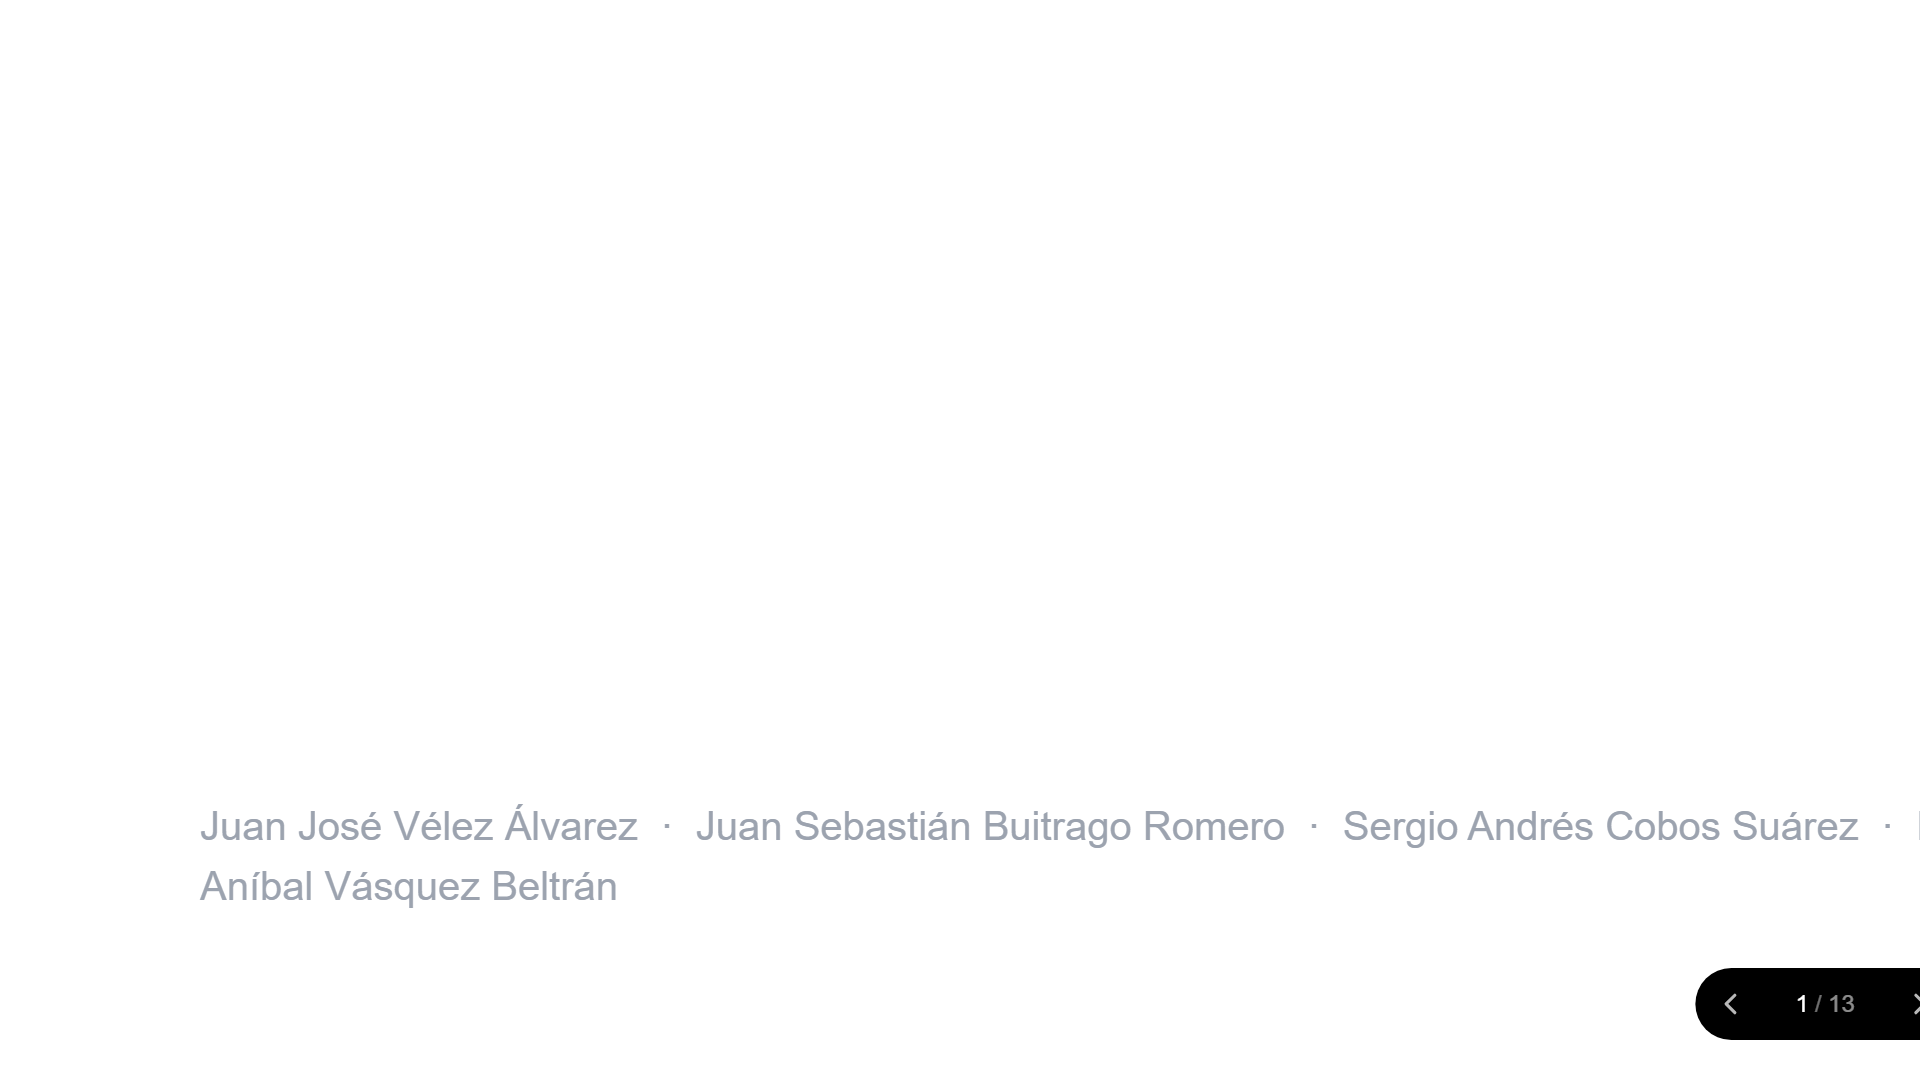 Juan José Vélez Álvarez · Juan Sebastián Buitrago Romero · Sergio Andrés Cobos Suárez ·
Aníbal Vásquez Beltrán
1 / 13